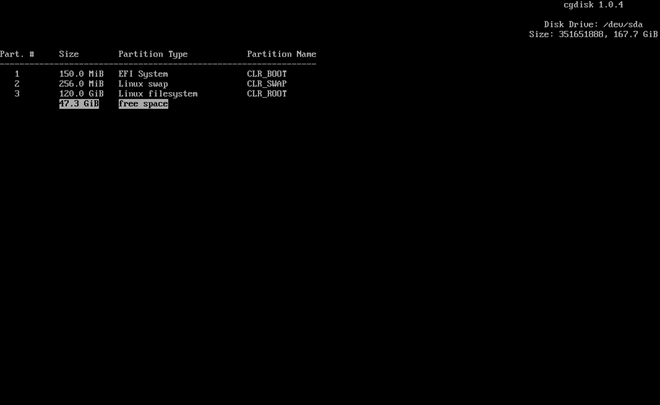 cgdisk 1.0.4
Disk Drive: /dev/sda
Size: 351651888, 167.7 GiB
Part. # Size Partition Type Partition Name
----------------------------------------------------------------
1 150.0 MiB EFI System CLR_BOOT
2 256.0 MiB Linux swap CLR_SWAP
3 120.0 GiB Linux filesystem CLR_ROOT
47.3 GiB free space